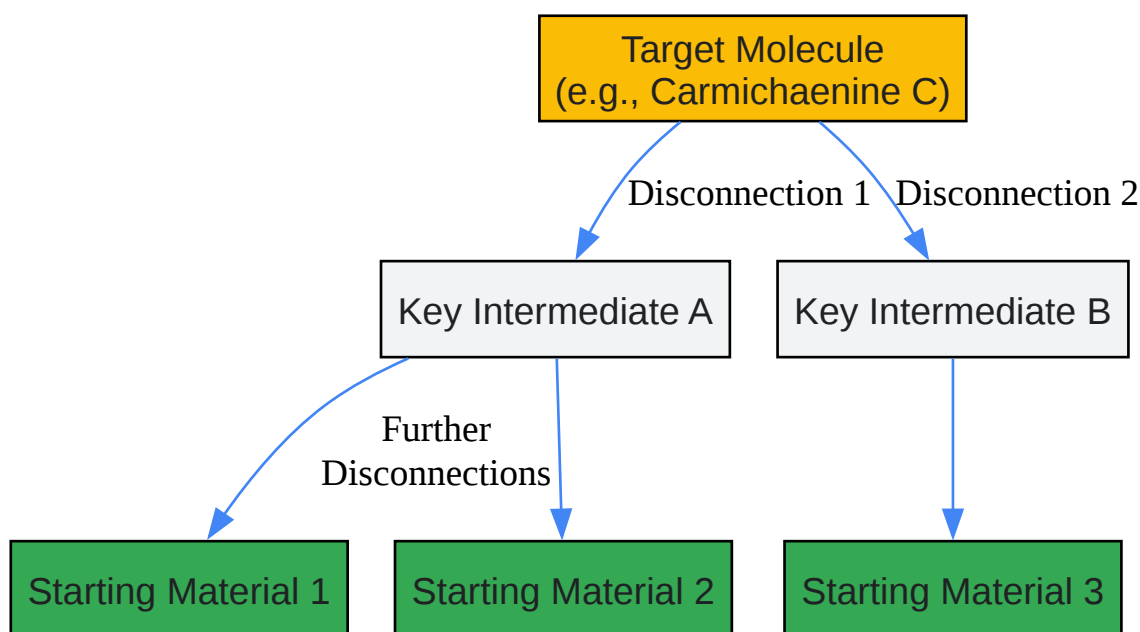 Target Molecule
(e.g., Carmichaenine C)
Disconnection 1
Disconnection 2
Key Intermediate A
Key Intermediate B
Further
Disconnections
Starting Material 1
Starting Material 2
Starting Material 3